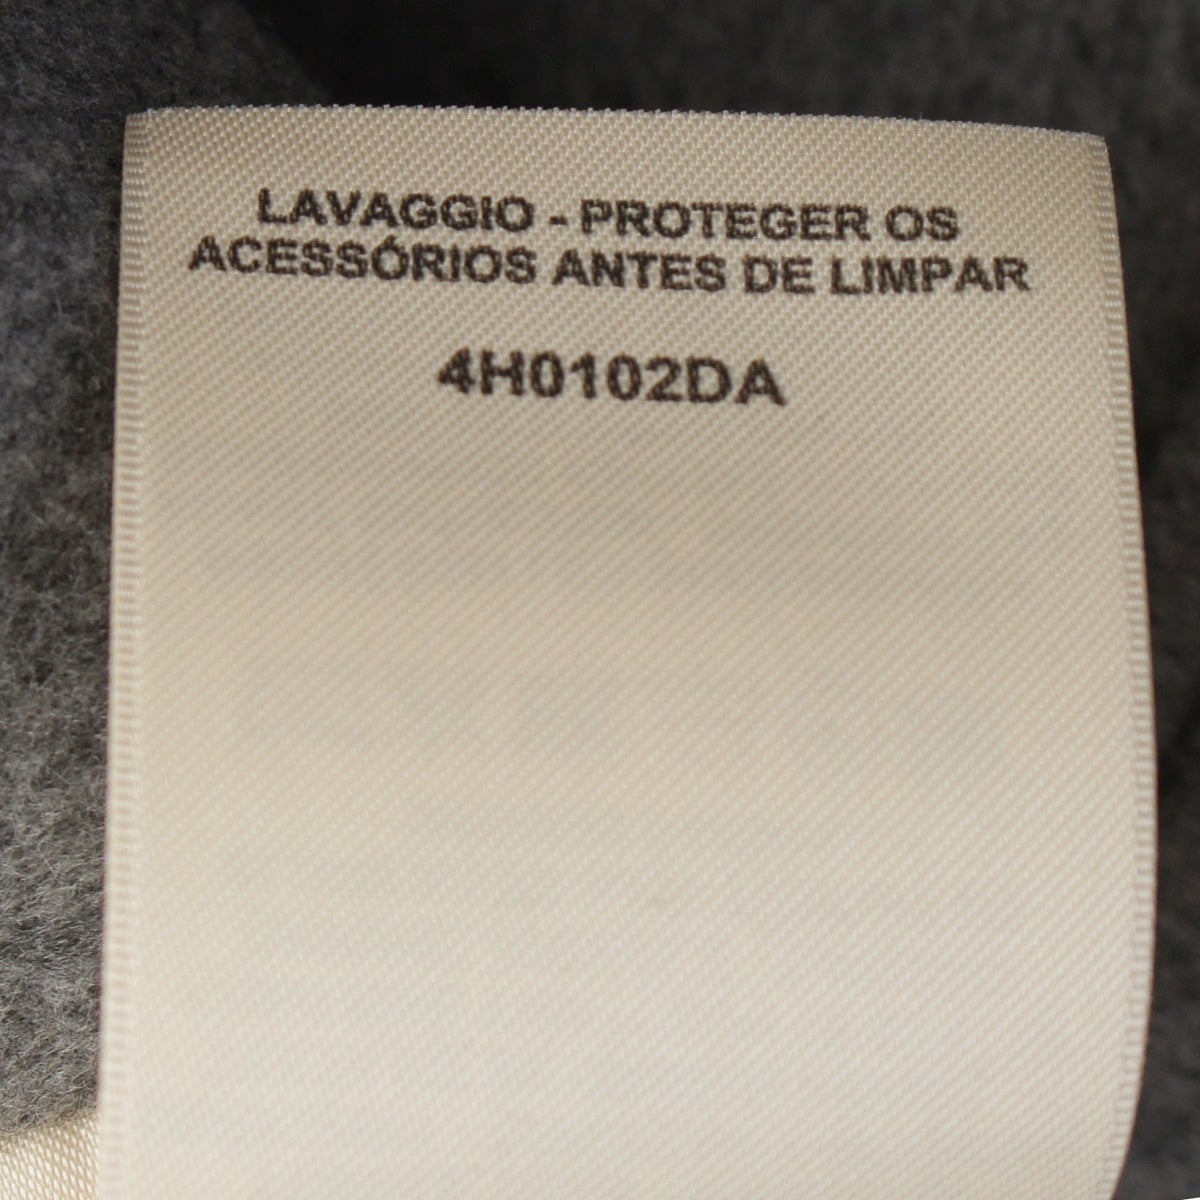 LAVAGGIO - PROTEGER OS
ACESSÓRIOS ANTES DE LIMPAR
4H0102DA